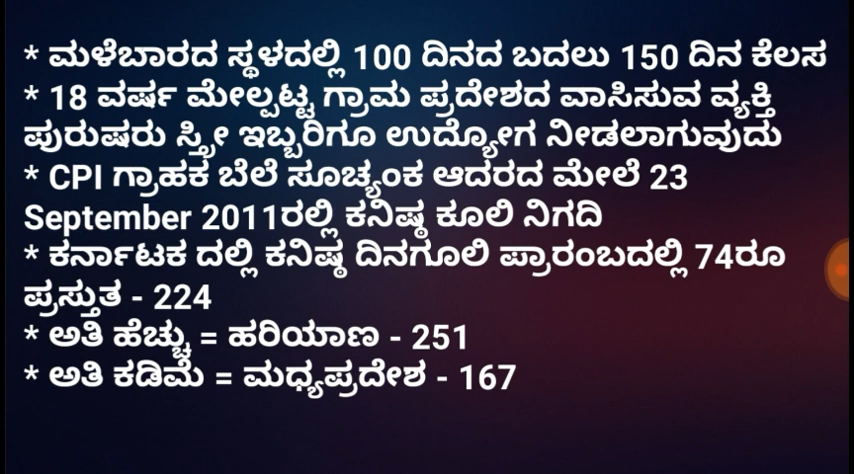 * ಮಳೆಬಾರದ ಸ್ಥಳದಲ್ಲಿ 100 ದಿನದ ಬದಲು 150 ದಿನ ಕೆಲಸ
* 18 ವರ್ಷ ಮೇಲ್ಪಟ್ಟ ಗ್ರಾಮ ಪ್ರದೇಶದ ವಾಸಿಸುವ ವ್ಯಕ್ತಿ
ಪುರುಷರು ಸ್ತ್ರೀ ಇಬ್ಬರಿಗೂ ಉದ್ಯೋಗ ನೀಡಲಾಗುವುದು
* CPI ಗ್ರಾಹಕ ಬೆಲೆ ಸೂಚ್ಯಂಕ ಆದರದ ಮೇಲೆ 23
September 2011ರಲ್ಲಿ ಕನಿಷ್ಠ ಕೂಲಿ ನಿಗದಿ
* ಕರ್ನಾಟಕ ದಲ್ಲಿ ಕನಿಷ್ಠ ದಿನಗೂಲಿ ಪ್ರಾರಂಬದಲ್ಲಿ 74ರೂ
ಪ್ರಸ್ತುತ - 224
* ಅತಿ ಹೆಚ್ಚು = ಹರಿಯಾಣ - 251
* ಅತಿ ಕಡಿಮೆ = ಮಧ್ಯಪ್ರದೇಶ - 167